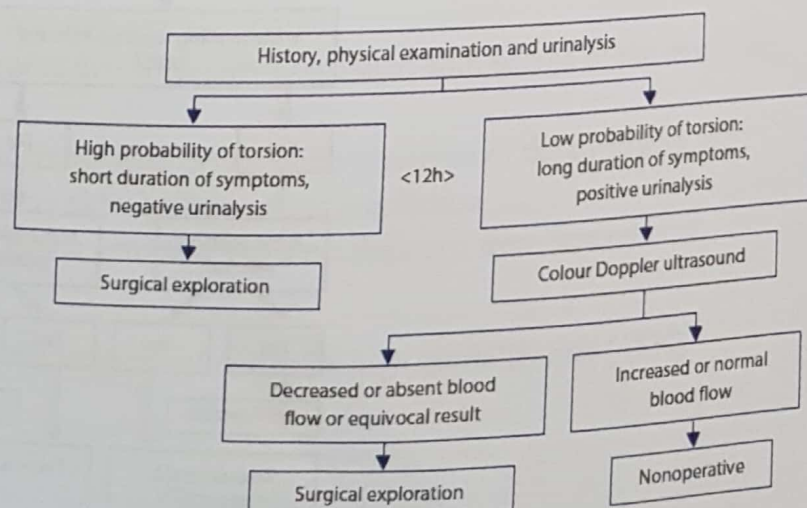 History, physical examination and urinalysis
High probability of torsion:
short duration of symptoms,
negative urinalysis
<12h>
Low probability of torsion:
long duration of symptoms,
positive urinalysis
Surgical exploration
Colour Doppler ultrasound
Decreased or absent blood
flow or equivocal result
Increased or normal
blood flow
Surgical exploration
Nonoperative